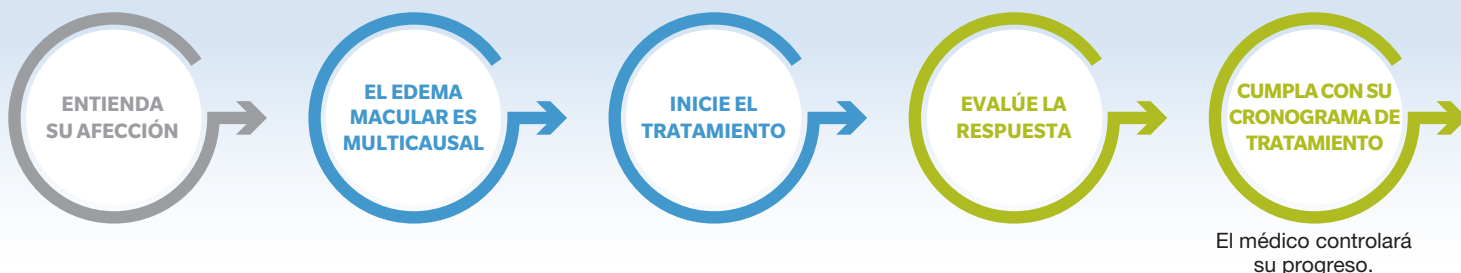 ENTIENDA
SU AFECCIÓN
EL EDEMA
MACULAR ES
MULTICAUSAL
INICIE EL
TRATAMIENTO
EVALÚE LA
RESPUESTA
CUMPLA CON SU
CRONOGRAMA DE
TRATAMIENTO
El médico controlará
su progreso.